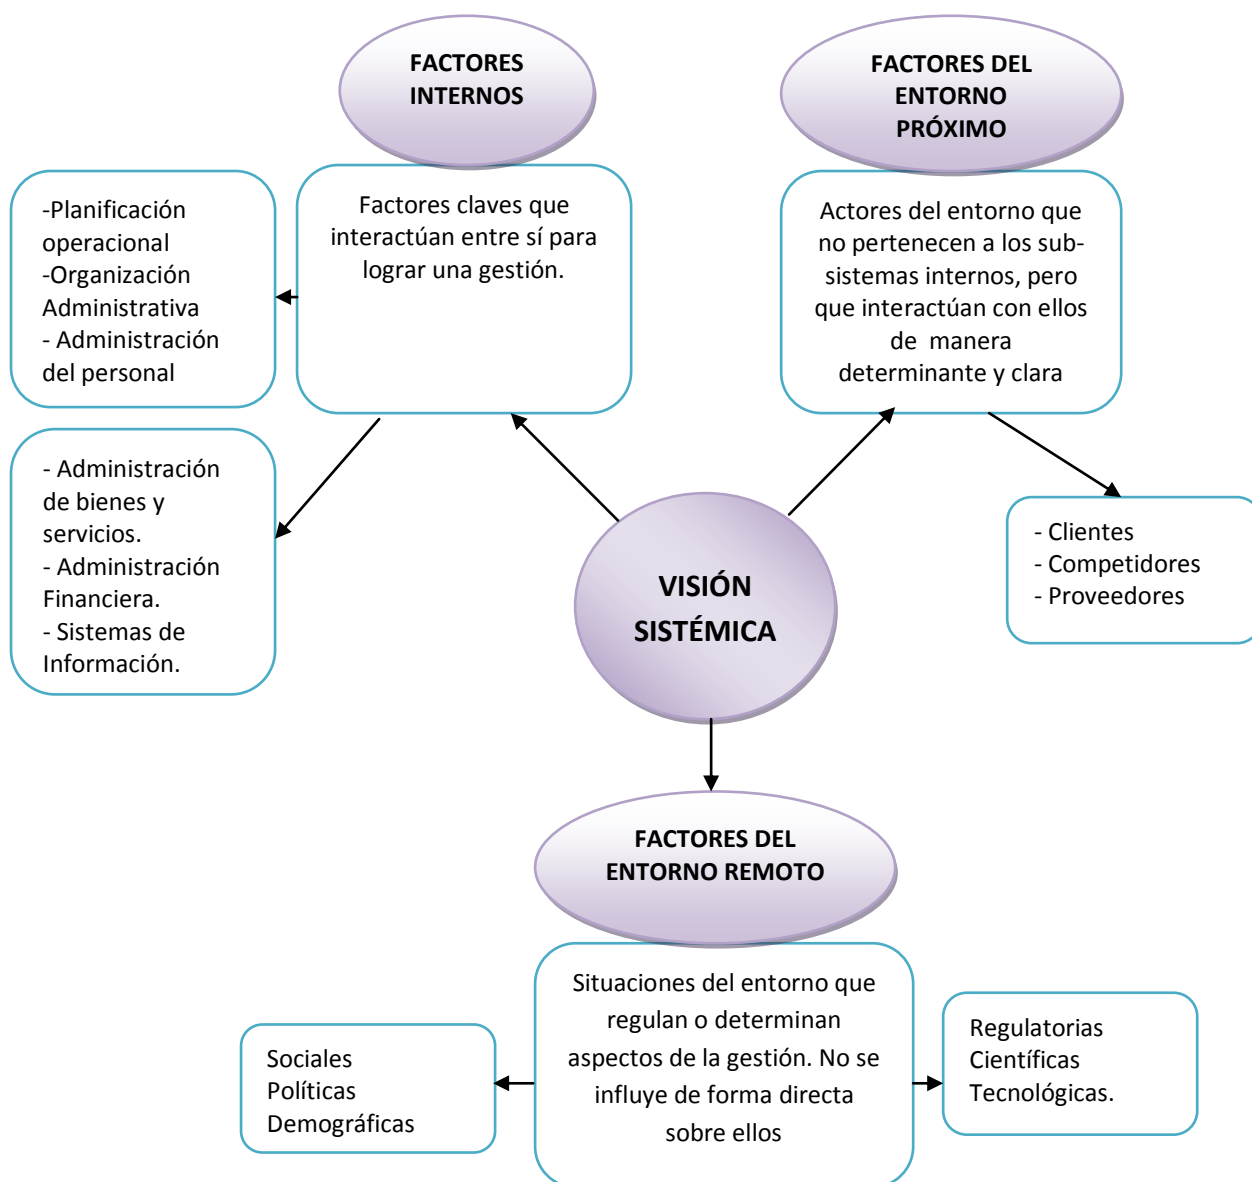 FACTORES
INTERNOS
Factores claves que
interactúan entre sí para
lograr una gestión.
-Planificación
operacional
-Organización
Administrativa
- Administración
del personal
- Administración
de bienes y
servicios.
- Administración
Financiera.
- Sistemas de
Información.
FACTORES DEL
ENTORNO
PRÓXIMO
Actores del entorno que
no pertenecen a los sub-
sistemas internos, pero
que interactúan con ellos
de manera
determinante y clara
- Clientes
- Competidores
- Proveedores
VISIÓN
SISTÉMICA
FACTORES DEL
ENTORNO REMOTO
Situaciones del entorno que
regulan o determinan
aspectos de la gestión. No se
influye de forma directa
sobre ellos
Sociales
Políticas
Demográficas
Regulatorias
Científicas
Tecnológicas.